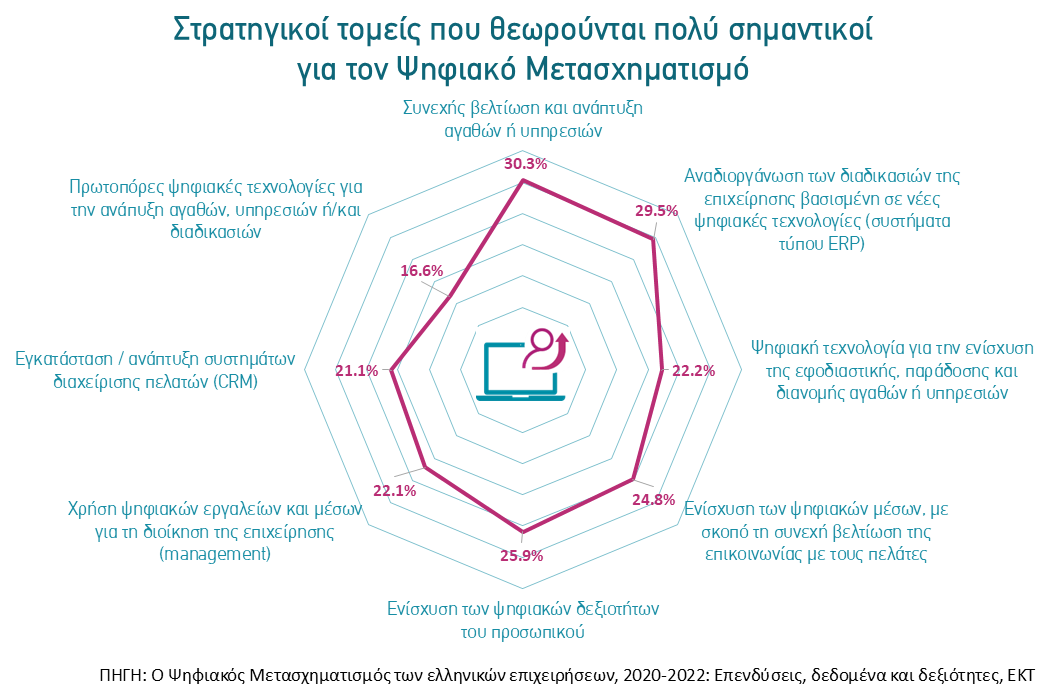 Στρατηγικοί τομείς που θεωρούνται πολύ σημαντικοί
για τον Ψηφιακό Μετασχηματισμό
Συνεχής βελτίωση και ανάπτυξη
αγαθών ή υπηρεσιών
30.3%
Αναδιοργάνωση των διαδικασιών της
επιχείρησης βασισμένη σε νέες
ψηφιακές τεχνολογίες (συστήματα
τύπου ERP)
29.5%
Ψηφιακή τεχνολογία για την ενίσχυση
της εφοδιαστικής, παράδοσης και
διανομής αγαθών ή υπηρεσιών
22.2%
Ενίσχυση των ψηφιακών μέσων, με
σκοπό τη συνεχή βελτίωση της
επικοινωνίας με τους πελάτες
24.8%
Ενίσχυση των ψηφιακών δεξιοτήτων
του προσωπικού
25.9%
Χρήση ψηφιακών εργαλείων και μέσων
για τη διοίκηση της επιχείρησης
(management)
22.1%
Εγκατάσταση / ανάπτυξη συστημάτων
διαχείρισης πελατών (CRM)
21.1%
Πρωτοπόρες ψηφιακές τεχνολογίες για
την ανάπυξη αγαθών, υπηρεσιών ή/και
διαδικασιών
16.6%
ΠΗΓΗ: Ο Ψηφιακός Μετασχηματισμός των ελληνικών επιχειρήσεων, 2020-2022: Επενδύσεις, δεδομένα και δεξιότητες, ΕΚΤ